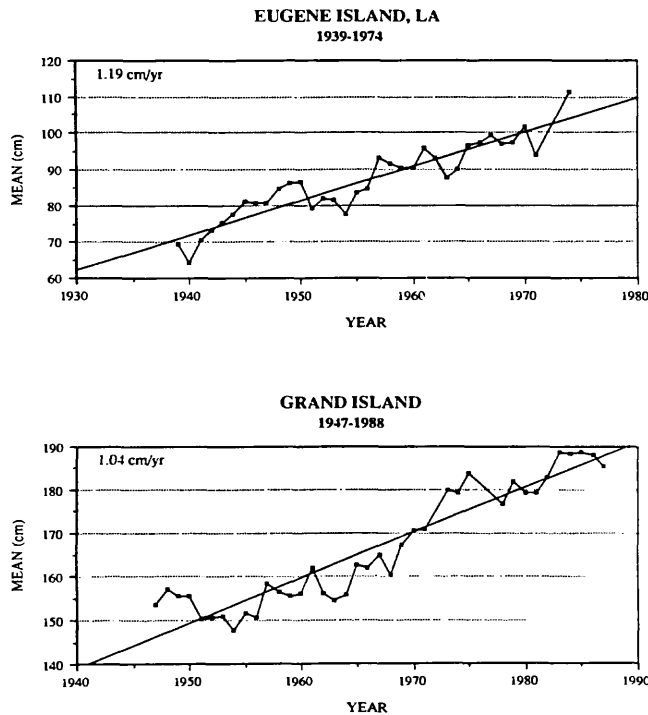 EUGENE ISLAND, LA
1939-1974
1.19 cm/yr
120
110
100
90
80
70
60
MEAN (cm)
1930 1940 1950 1960 1970 1980
YEAR
GRAND ISLAND
1947-1988
1.04 cm/yr
190
180
170
160
150
140
MEAN (cm)
1940 1950 1960 1970 1980 1990
YEAR